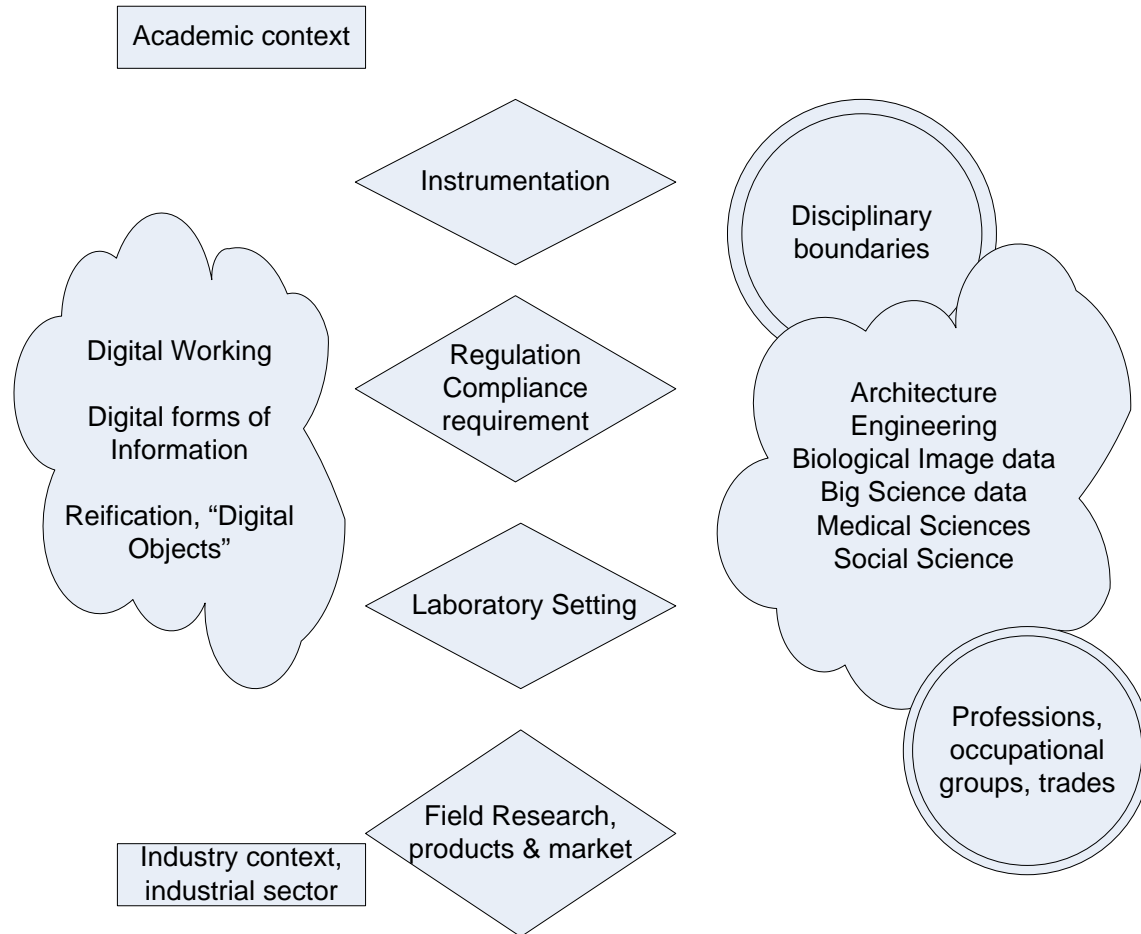 Academic context
Instrumentation
Disciplinary
boundaries
Digital Working
Digital forms of
Information
Reification, “Digital
Objects”
Regulation
Compliance
requirement
Architecture
Engineering
Biological Image data
Big Science data
Medical Sciences
Social Science
Laboratory Setting
Professions,
occupational
groups, trades
Field Research,
products & market
Industry context,
industrial sector